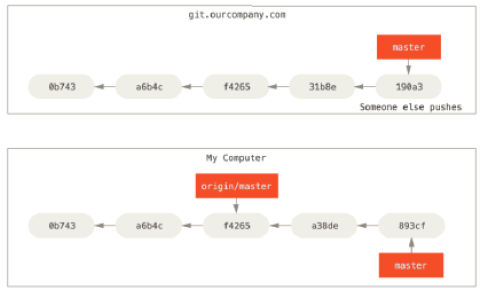 git.ourcompany.com
master
0b743 a6b4c f4265 31b8e 190a3
Someone else pushes
My Computer
origin/master
0b743 a6b4c f4265 a38de 893cf
master